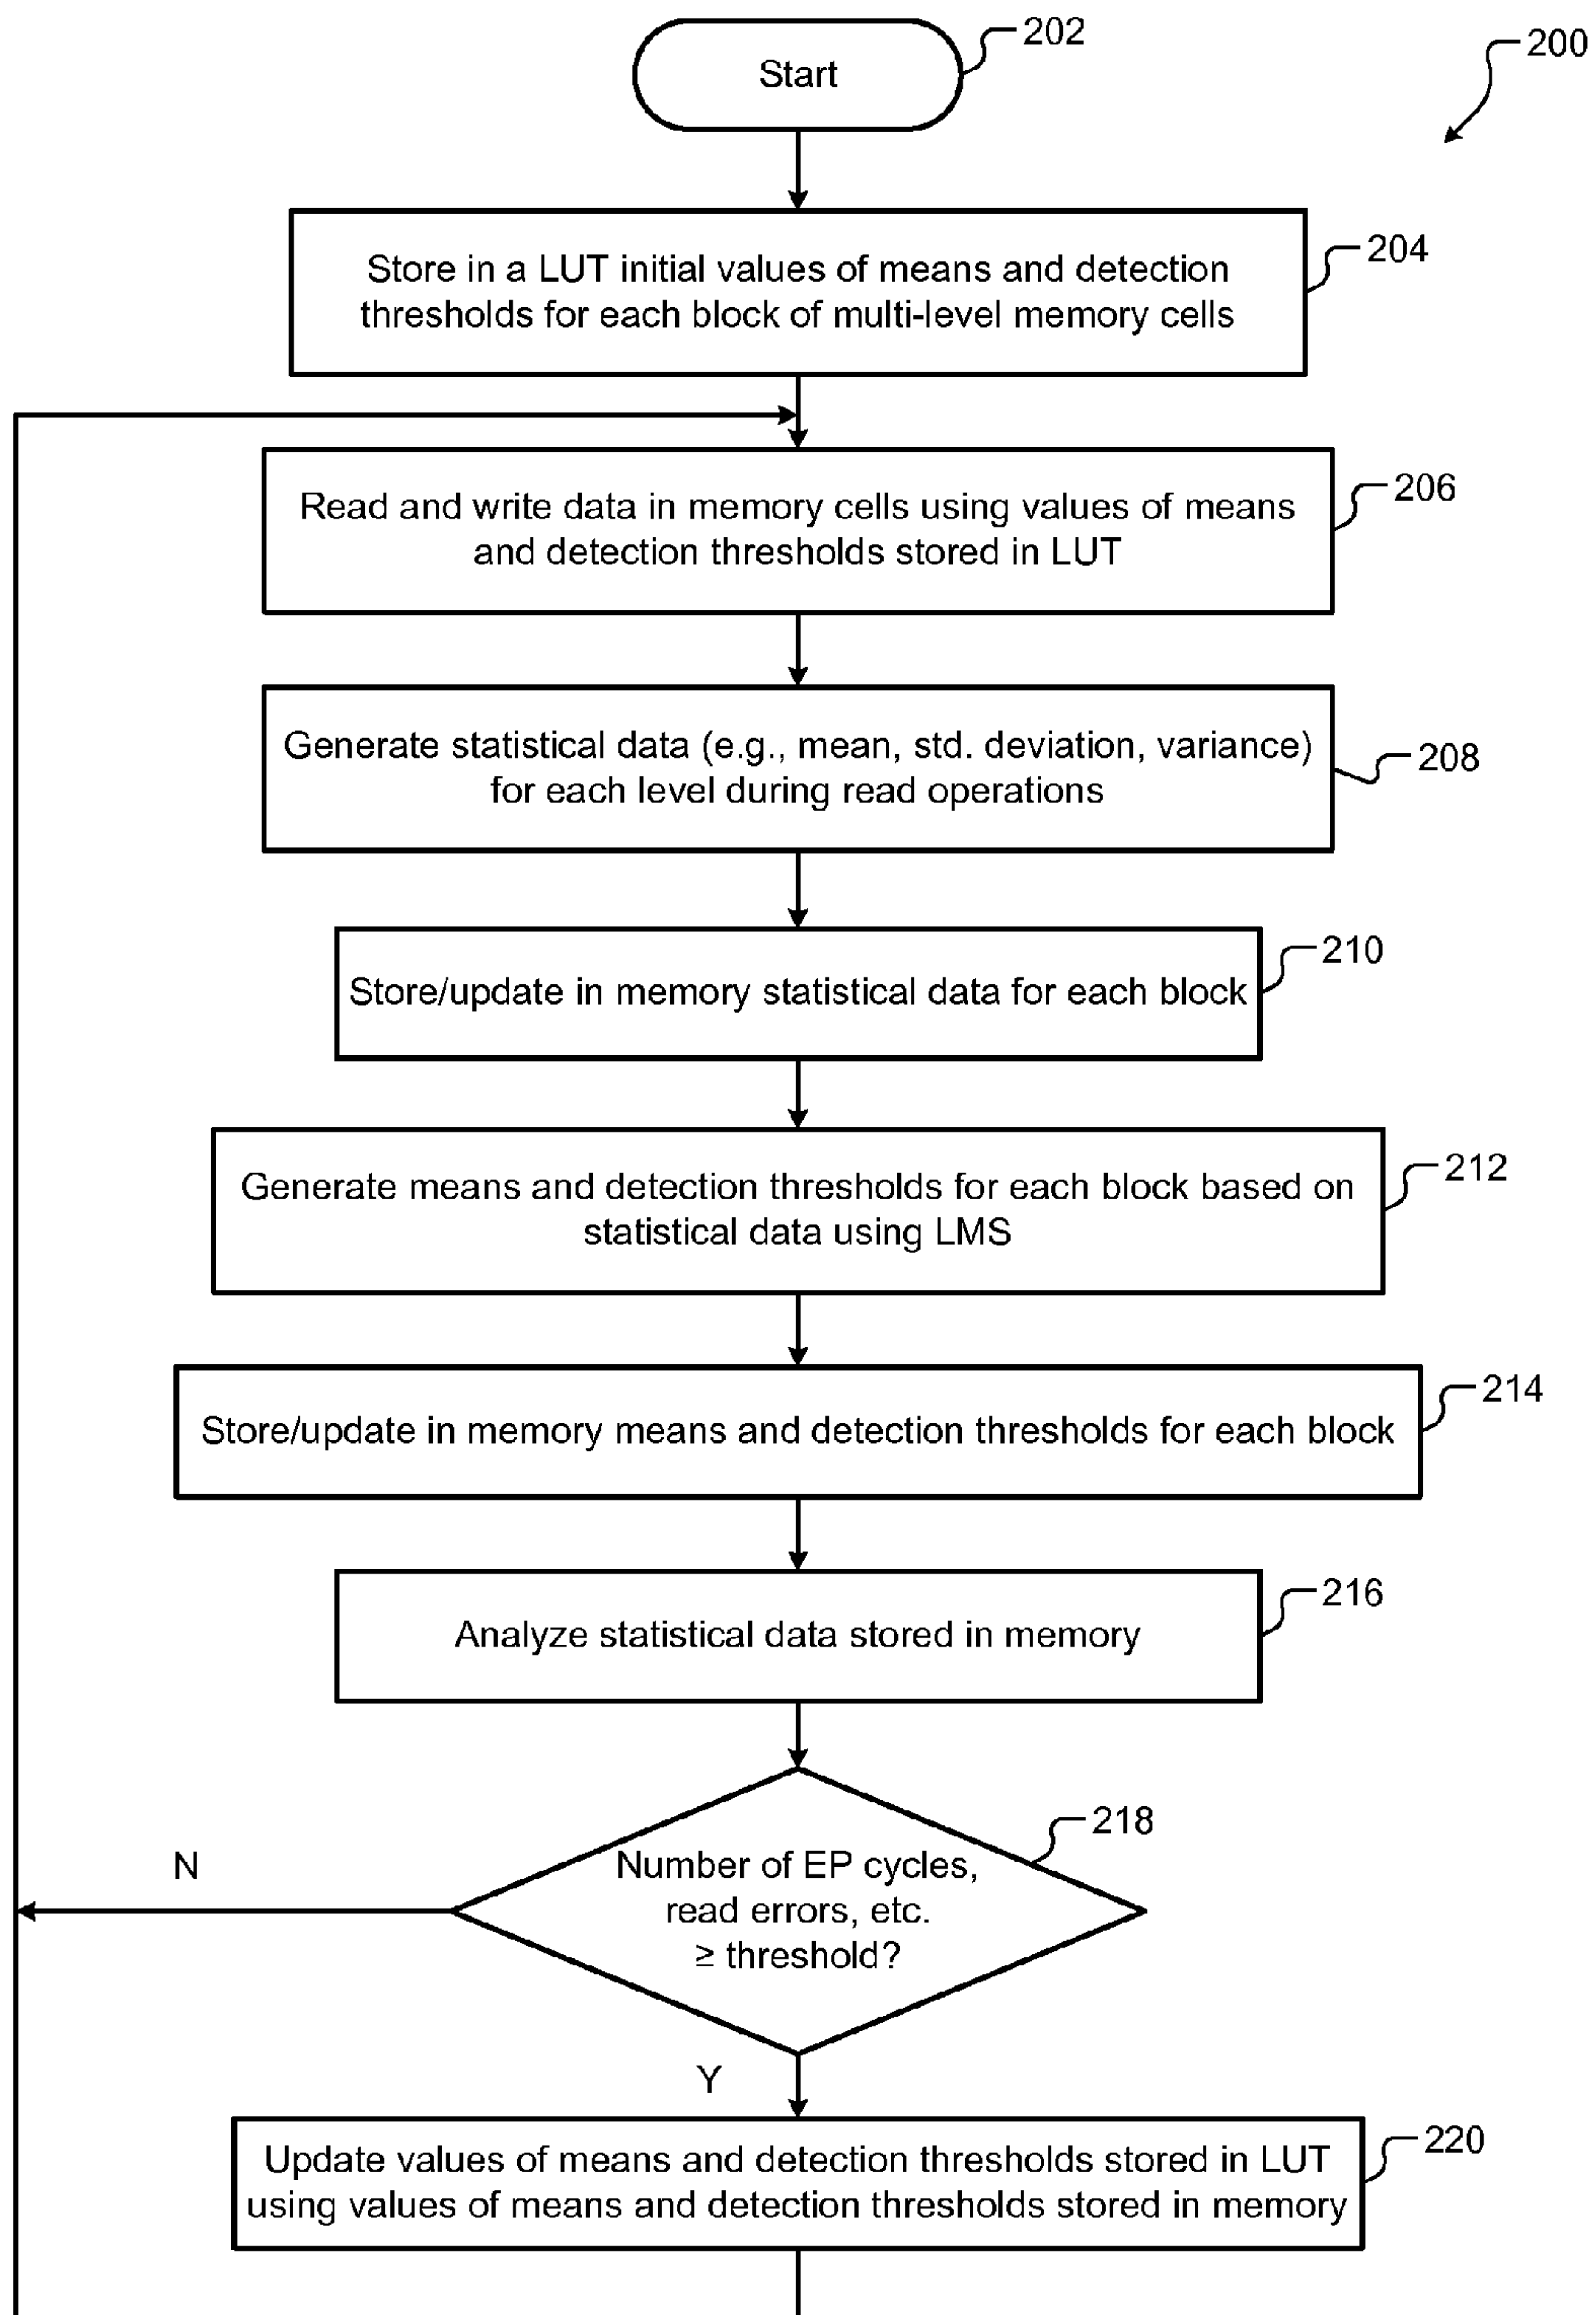 Start
202
200
Store in a LUT initial values of means and detection
thresholds for each block of multi-level memory cells
204
Read and write data in memory cells using values of means
and detection thresholds stored in LUT
206
Generate statistical data (e.g., mean, std. deviation, variance)
for each level during read operations
208
Store/update in memory statistical data for each block
210
Generate means and detection thresholds for each block based on
statistical data using LMS
212
Store/update in memory means and detection thresholds for each block
214
Analyze statistical data stored in memory
216
Number of EP cycles,
read errors, etc.
≥ threshold?
218
N
Y
Update values of means and detection thresholds stored in LUT
using values of means and detection thresholds stored in memory
220